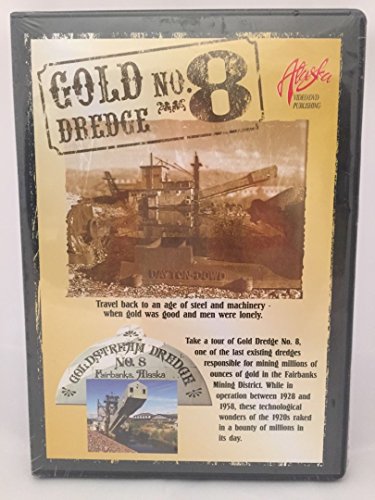 GOLD NO. 8
DREDGE
Alaska
VIDEO/DVD
PUBLISHING
DAYTON-DOWD
Travel back to an age of steel and machinery -
when gold was good and men were lonely.
GOLDSTREAM DREDGE
NO. 8
Fairbanks, Alaska
Take a tour of Gold Dredge No. 8,
one of the last existing dredges
responsible for mining millions of
ounces of gold in the Fairbanks
Mining District. While in
operation between 1928 and
1958, these technological
wonders of the 1920s raked
in a bounty of millions in
its day.